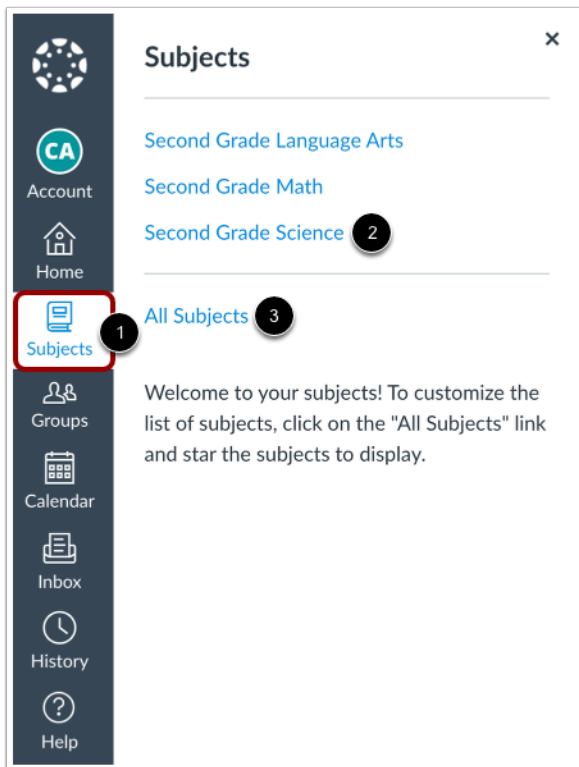 Subjects
×
CA
Account
Home
Subjects
1
Groups
Calendar
Inbox
History
Help
Second Grade Language Arts
Second Grade Math
Second Grade Science 2
All Subjects 3
Welcome to your subjects! To customize the
list of subjects, click on the "All Subjects" link
and star the subjects to display.